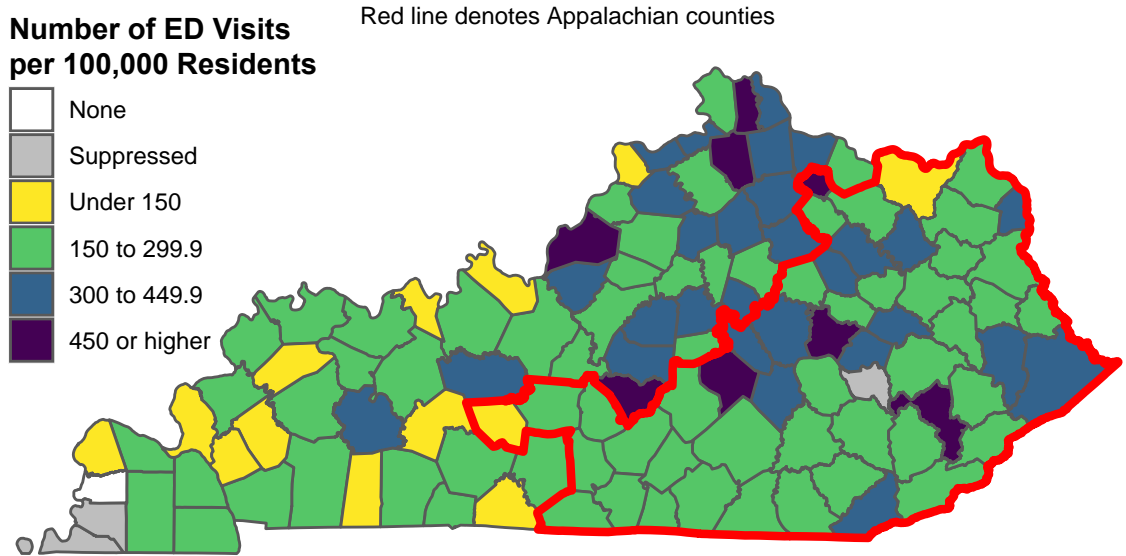 Red line denotes Appalachian counties
Number of ED Visits
per 100,000 Residents
None
Suppressed
Under 150
150 to 299.9
300 to 449.9
450 or higher